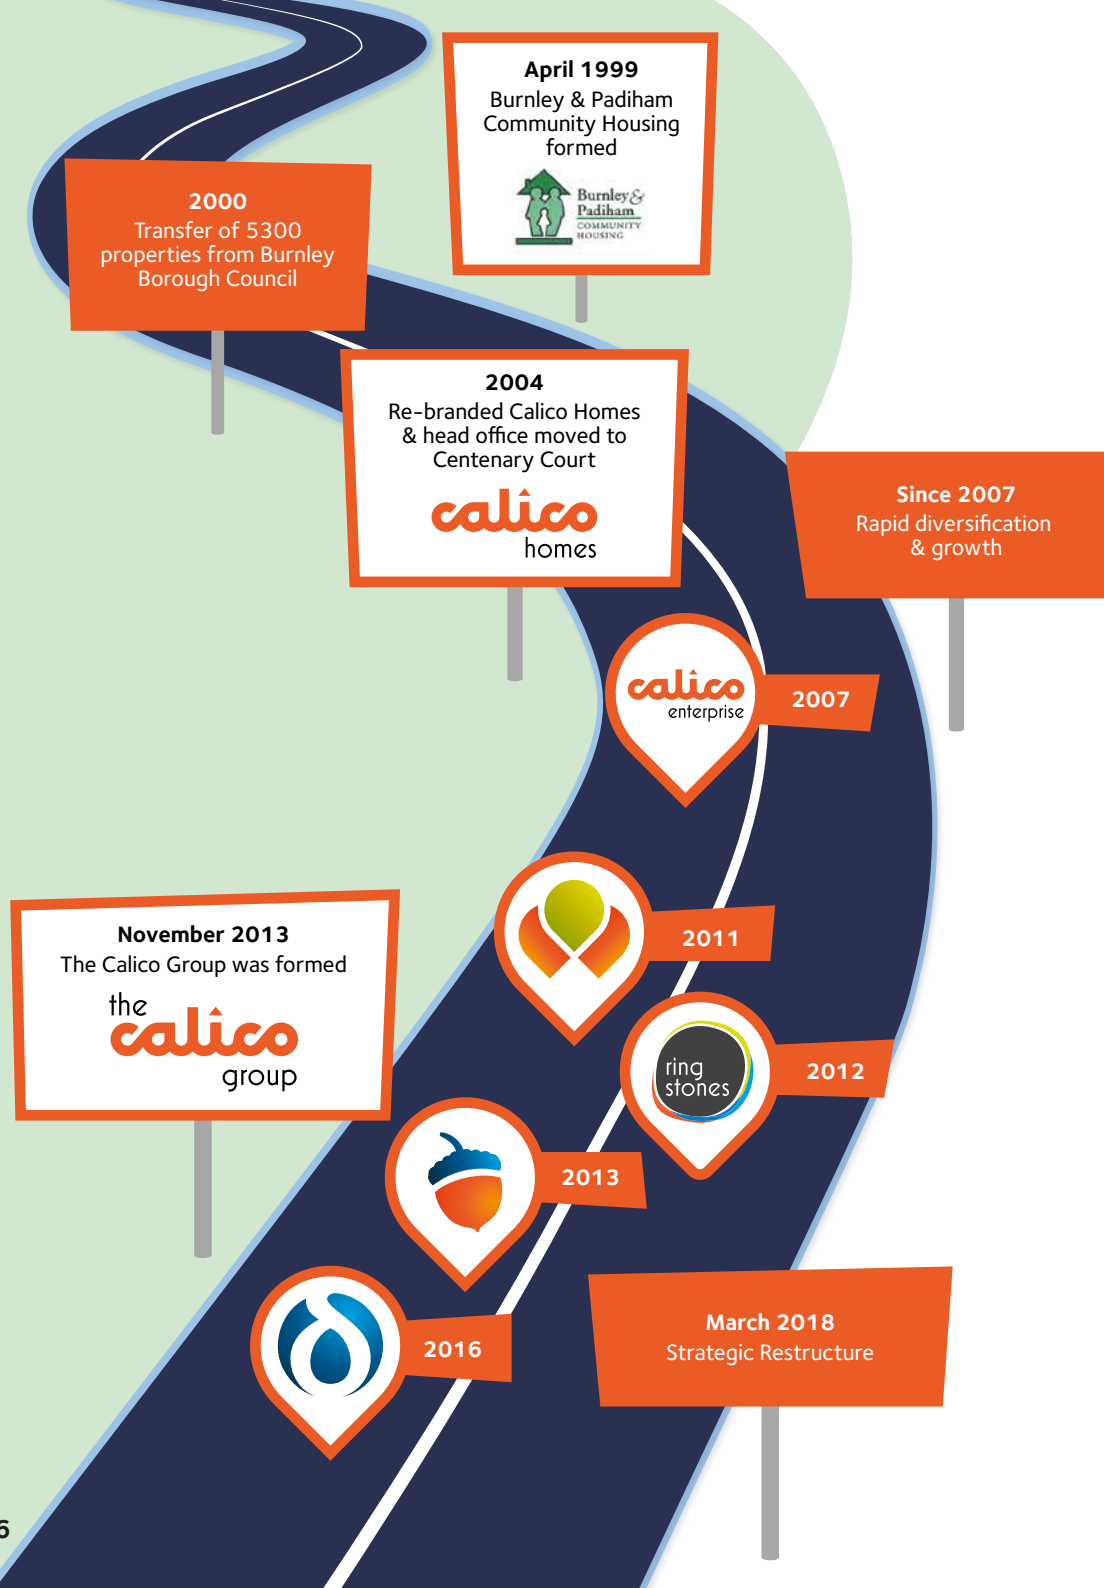 April 1999
Burnley & Padiham
Community Housing
formed
Burnley &
Padiham
COMMUNITY
HOUSING
2000
Transfer of 5300
properties from Burnley
Borough Council
2004
Re-branded Calico Homes
& head office moved to
Centenary Court
calico
homes
Since 2007
Rapid diversification
& growth
calico
enterprise
2007
2011
November 2013
The Calico Group was formed
the
calico
group
ring
stones
2012
2013
2016
March 2018
Strategic Restructure
6